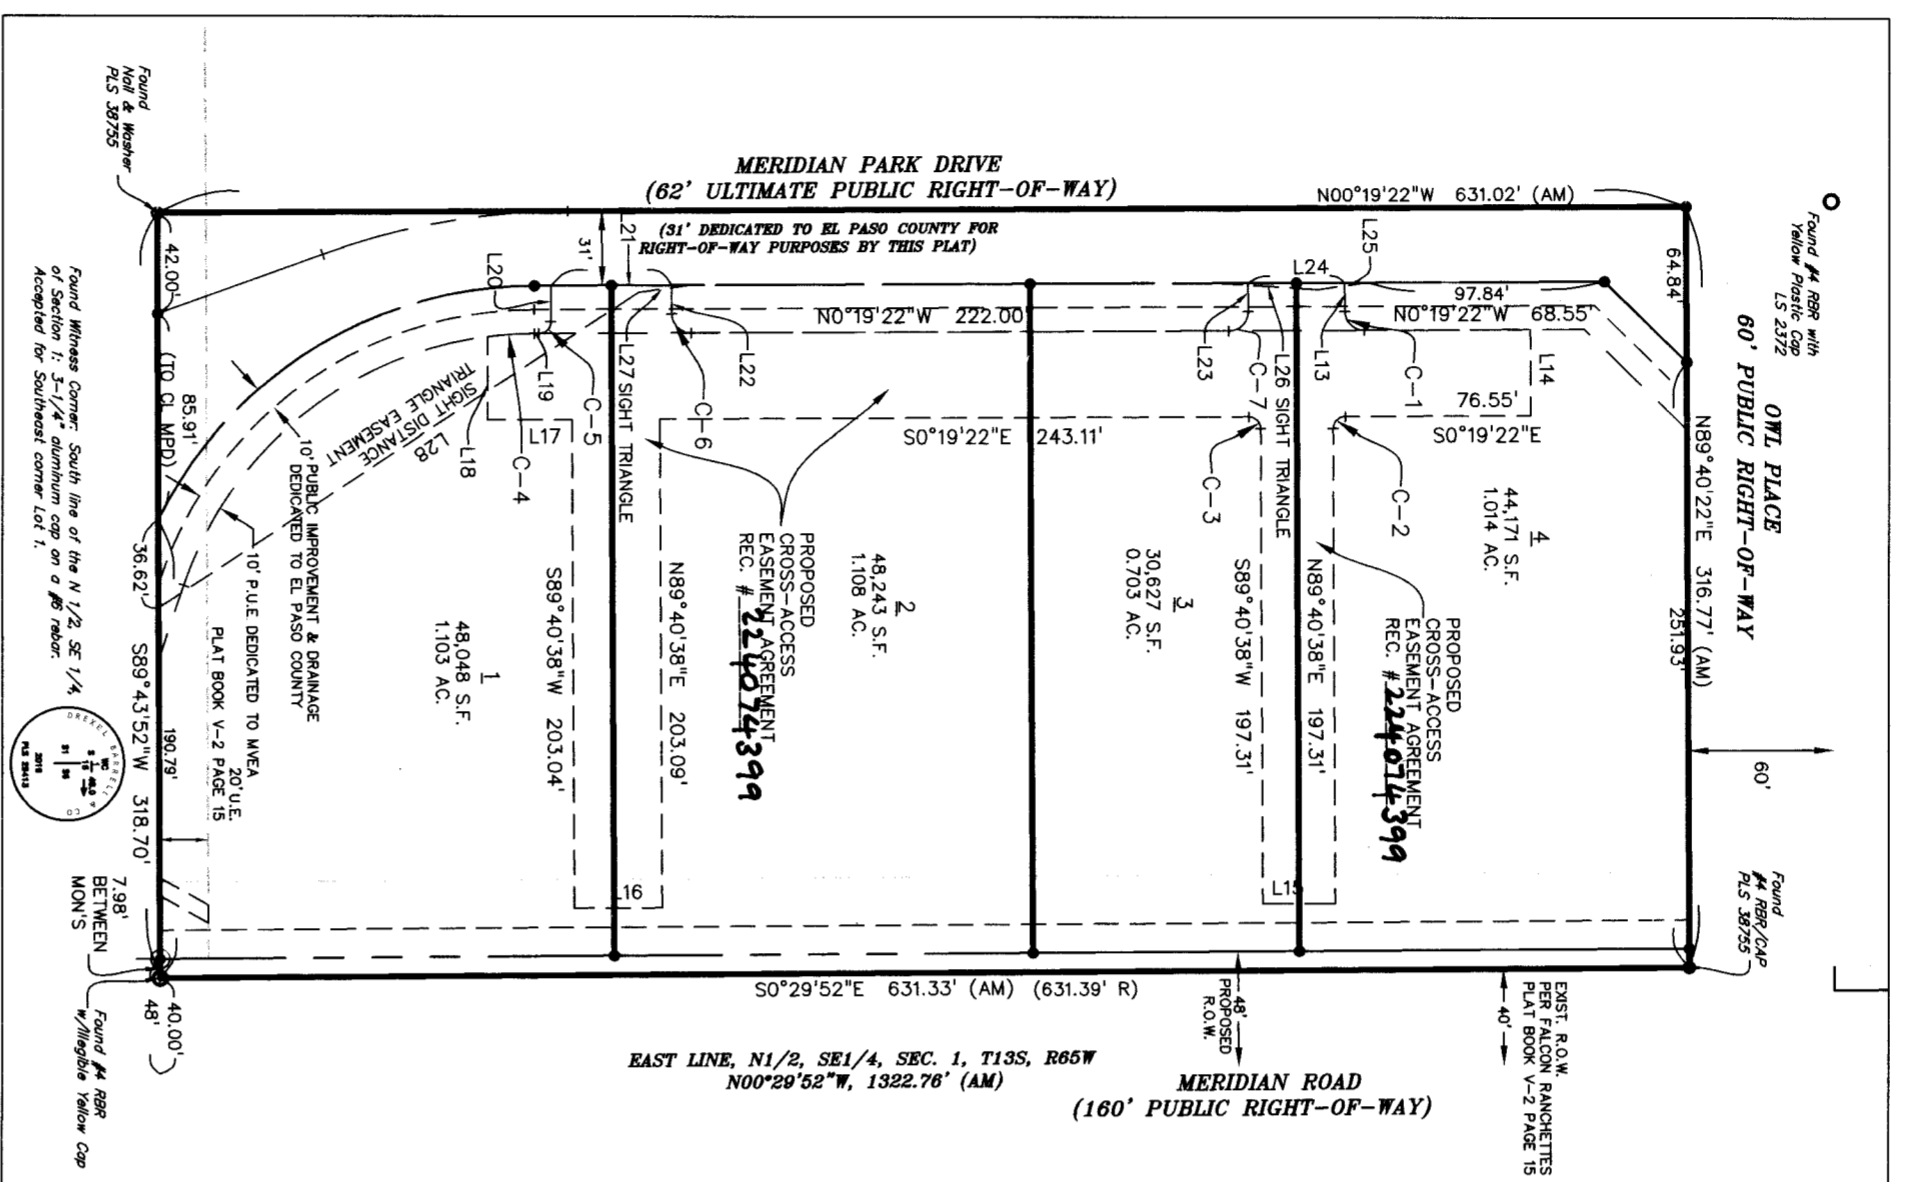 MERIDIAN PARK DRIVE
(62' ULTIMATE PUBLIC RIGHT-OF-WAY)
(31' DEDICATED TO EL PASO COUNTY FOR
RIGHT-OF-WAY PURPOSES BY THIS PLAT)
N00°19'22"W 631.02' (AM)
Found
Nail & Washer
PLS 38755
Found #4 RBR with
Yellow Plastic Cap
LS 2372
OWL PLACE
60' PUBLIC RIGHT-OF-WAY
N89°40'22"E 316.77' (AM)
64.84'
251.93'
60'
Found
#4 RBR/CAP
PLS 38755
31'
L21
L20
L25
L24
97.84'
N0°19'22"W 222.00'
N0°19'22"W 68.55'
L22
L23
L13
L14
C-1
76.55'
S0°19'22"E
S0°19'22"E 243.11'
L19
C-5
C-6
C-7
C-3
C-2
L17
C-4
L18
L27 SIGHT TRIANGLE
L26 SIGHT TRIANGLE
L28
SIGHT DISTANCE
TRIANGLE EASEMENT
10' PUBLIC IMPROVEMENT & DRAINAGE
DEDICATED TO EL PASO COUNTY
10' P.U.E. DEDICATED TO MVEA
20' U.E.
PLAT BOOK V-2 PAGE 15
42.00'
85.91'
(TO CL MPD)
36.62'
S89°43'52"W 318.70'
190.79'
Found Witness Corner: South line of the N 1/2, SE 1/4,
of Section 1: 3-1/4" aluminum cap on a #6 rebar.
Accepted for Southeast corner Lot 1.
DREXEL BARRELL CO
WC
2019
PLS 29413
1
48,048 S.F.
1.103 AC.
S89°40'38"W 203.04'
N89°40'38"E 203.09'
PROPOSED
CROSS-ACCESS
EASEMENT AGREEMENT
REC. # 224074399
2
48,243 S.F.
1.108 AC.
3
30,627 S.F.
0.703 AC.
S89°40'38"W 197.31'
N89°40'38"E 197.31'
PROPOSED
CROSS-ACCESS
EASEMENT AGREEMENT
REC. # 224074399
4
44,171 S.F.
1.014 AC.
L16
L15
7.98'
BETWEEN
MON'S
40.00'
48'
Found #4 RBR
w/Illegible Yellow Cap
S0°29'52"E 631.33' (AM) (631.39' R)
48'
PROPOSED
R.O.W.
40'
EXIST. R.O.W.
PER FALCON RANCHETTES
PLAT BOOK V-2 PAGE 15
EAST LINE, N1/2, SE1/4, SEC. 1, T13S, R65W
N00°29'52"W, 1322.76' (AM)
MERIDIAN ROAD
(160' PUBLIC RIGHT-OF-WAY)